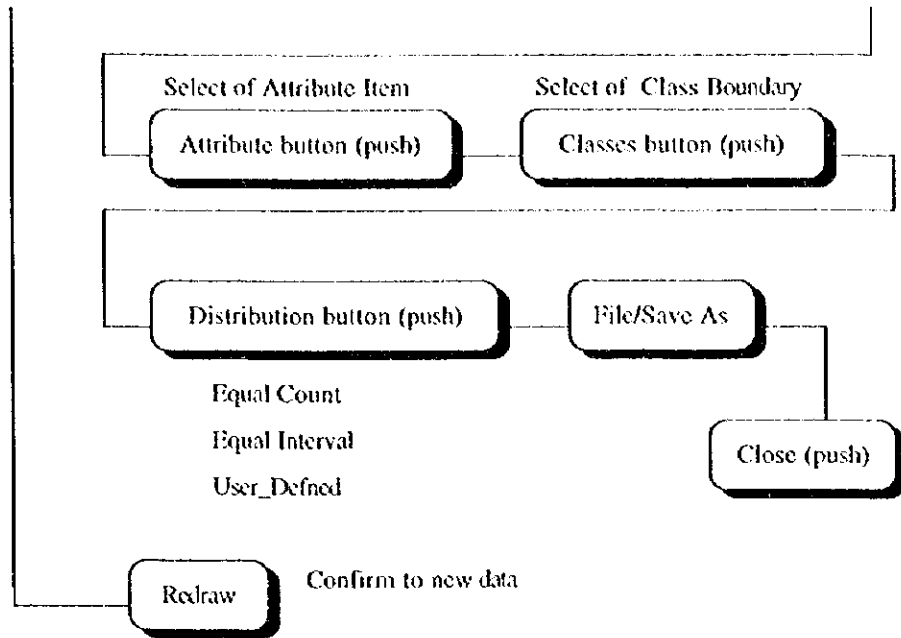 Select of Attribute Item
Select of Class Boundary
Attribute button (push)
Classes button (push)
Distribution button (push)
File/Save As
Equal Count
Equal Interval
User_Defned
Close (push)
Redraw
Confirm to new data